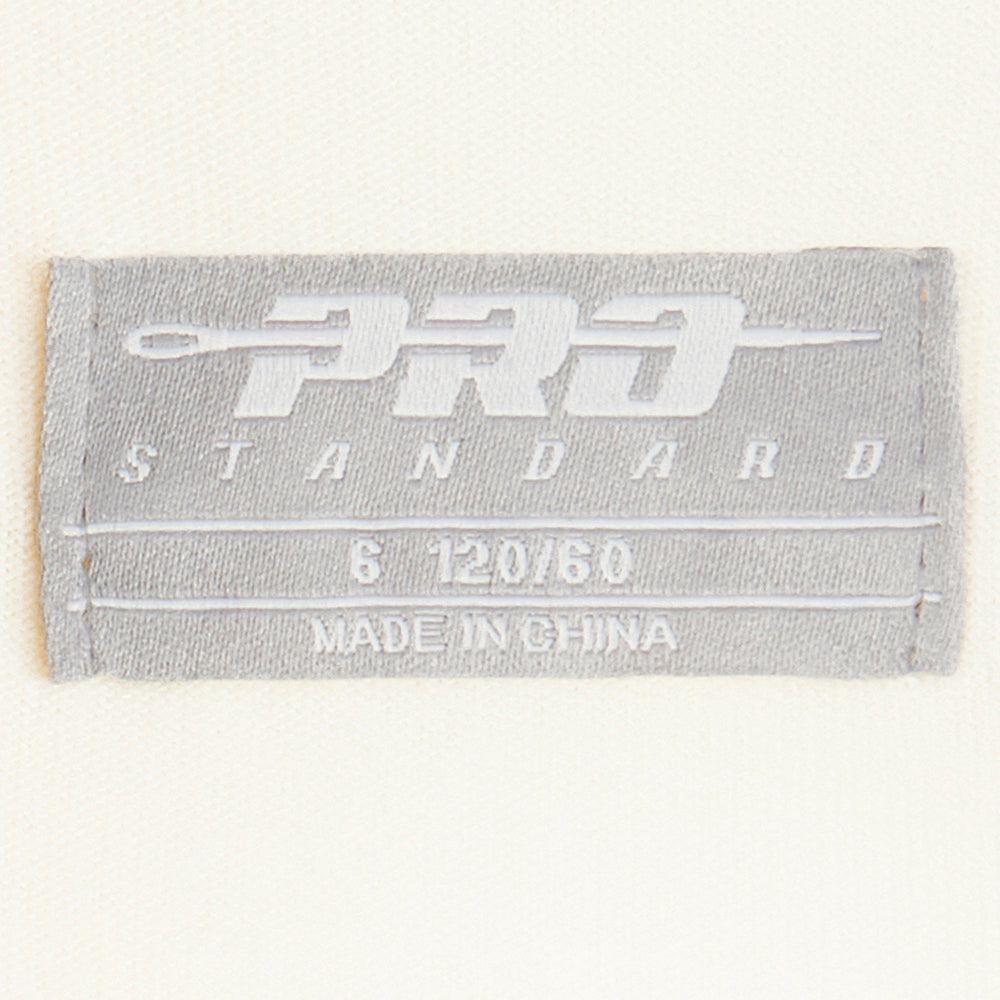 PRO
STANDARD
6 120/60
MADE IN CHINA